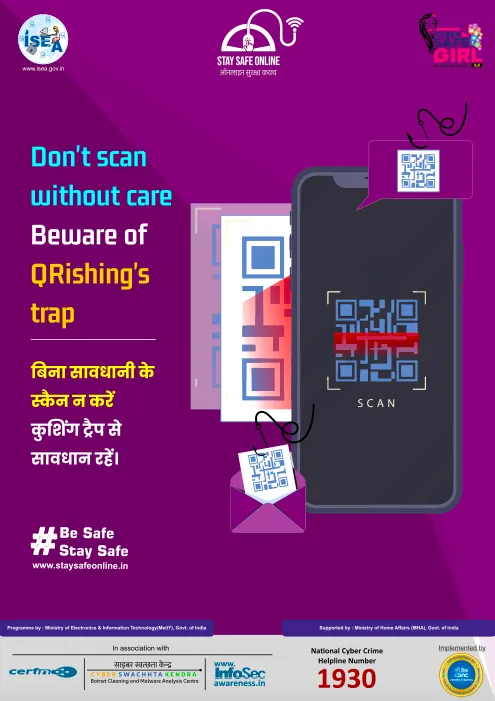 ISEA
www.isea.gov.in
STAY SAFE ONLINE
ऑनलाइन सुरक्षा कवच
SAFE
GIRL
Don't scan
without care
Beware of
QRishing's
trap
बिना सावधानी के
स्कैन न करें
कुशिंग ट्रैप से
सावधान रहें।
SCAN
#Be Safe
Stay Safe
www.staysafeonline.in
Programme by : Ministry of Electronics & Information Technology(MeitY), Govt. of India
Supported by : Ministry of Home Affairs (MHA), Govt. of India
In association with
साइबर स्वच्छता केन्द्र
CYBER SWACHHTA KENDRA
Botnet Cleaning and Malware Analysis Centre
www.
InfoSec
awareness.in
National Cyber Crime
Helpline Number
1930
Implemented by
सी डैक
CDAC